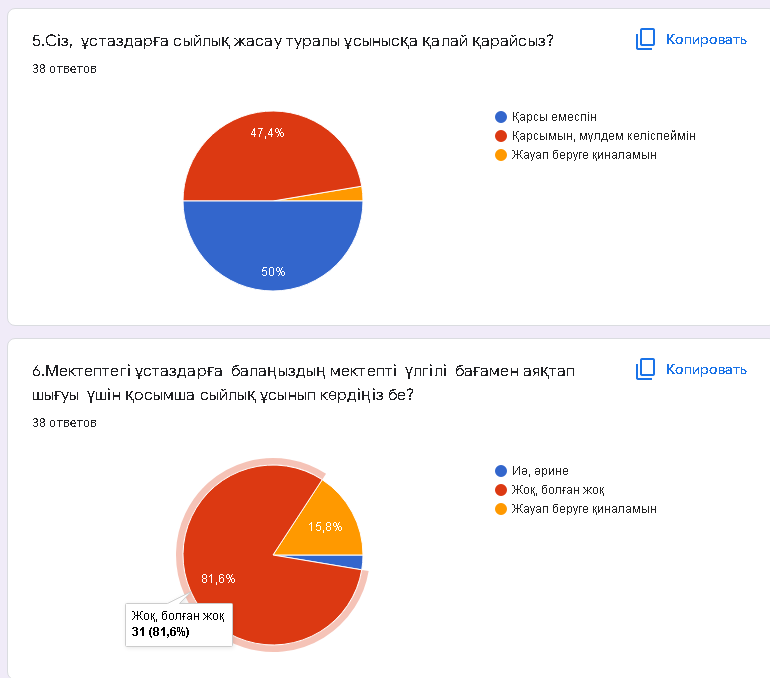 5.Сіз,  ұстаздарға сыйлық жасау туралы ұсынысқа қалай қарайсыз?
Копировать
38 ответов
47,4%
50%
Қарсы емеспін
Қарсымын, мүлдем келіспеймін
Жауап беруге қиналамын
6.Мектептегі ұстаздарға  балаңыздың мектепті  үлгілі  бағамен аяқтап
шығуы  үшін қосымша сыйлық ұсынып көрдіңіз бе?
Копировать
38 ответов
15,8%
81,6%
Жоқ, болған жоқ
31 (81,6%)
Иә, әрине
Жоқ, болған жоқ
Жауап беруге қиналамын